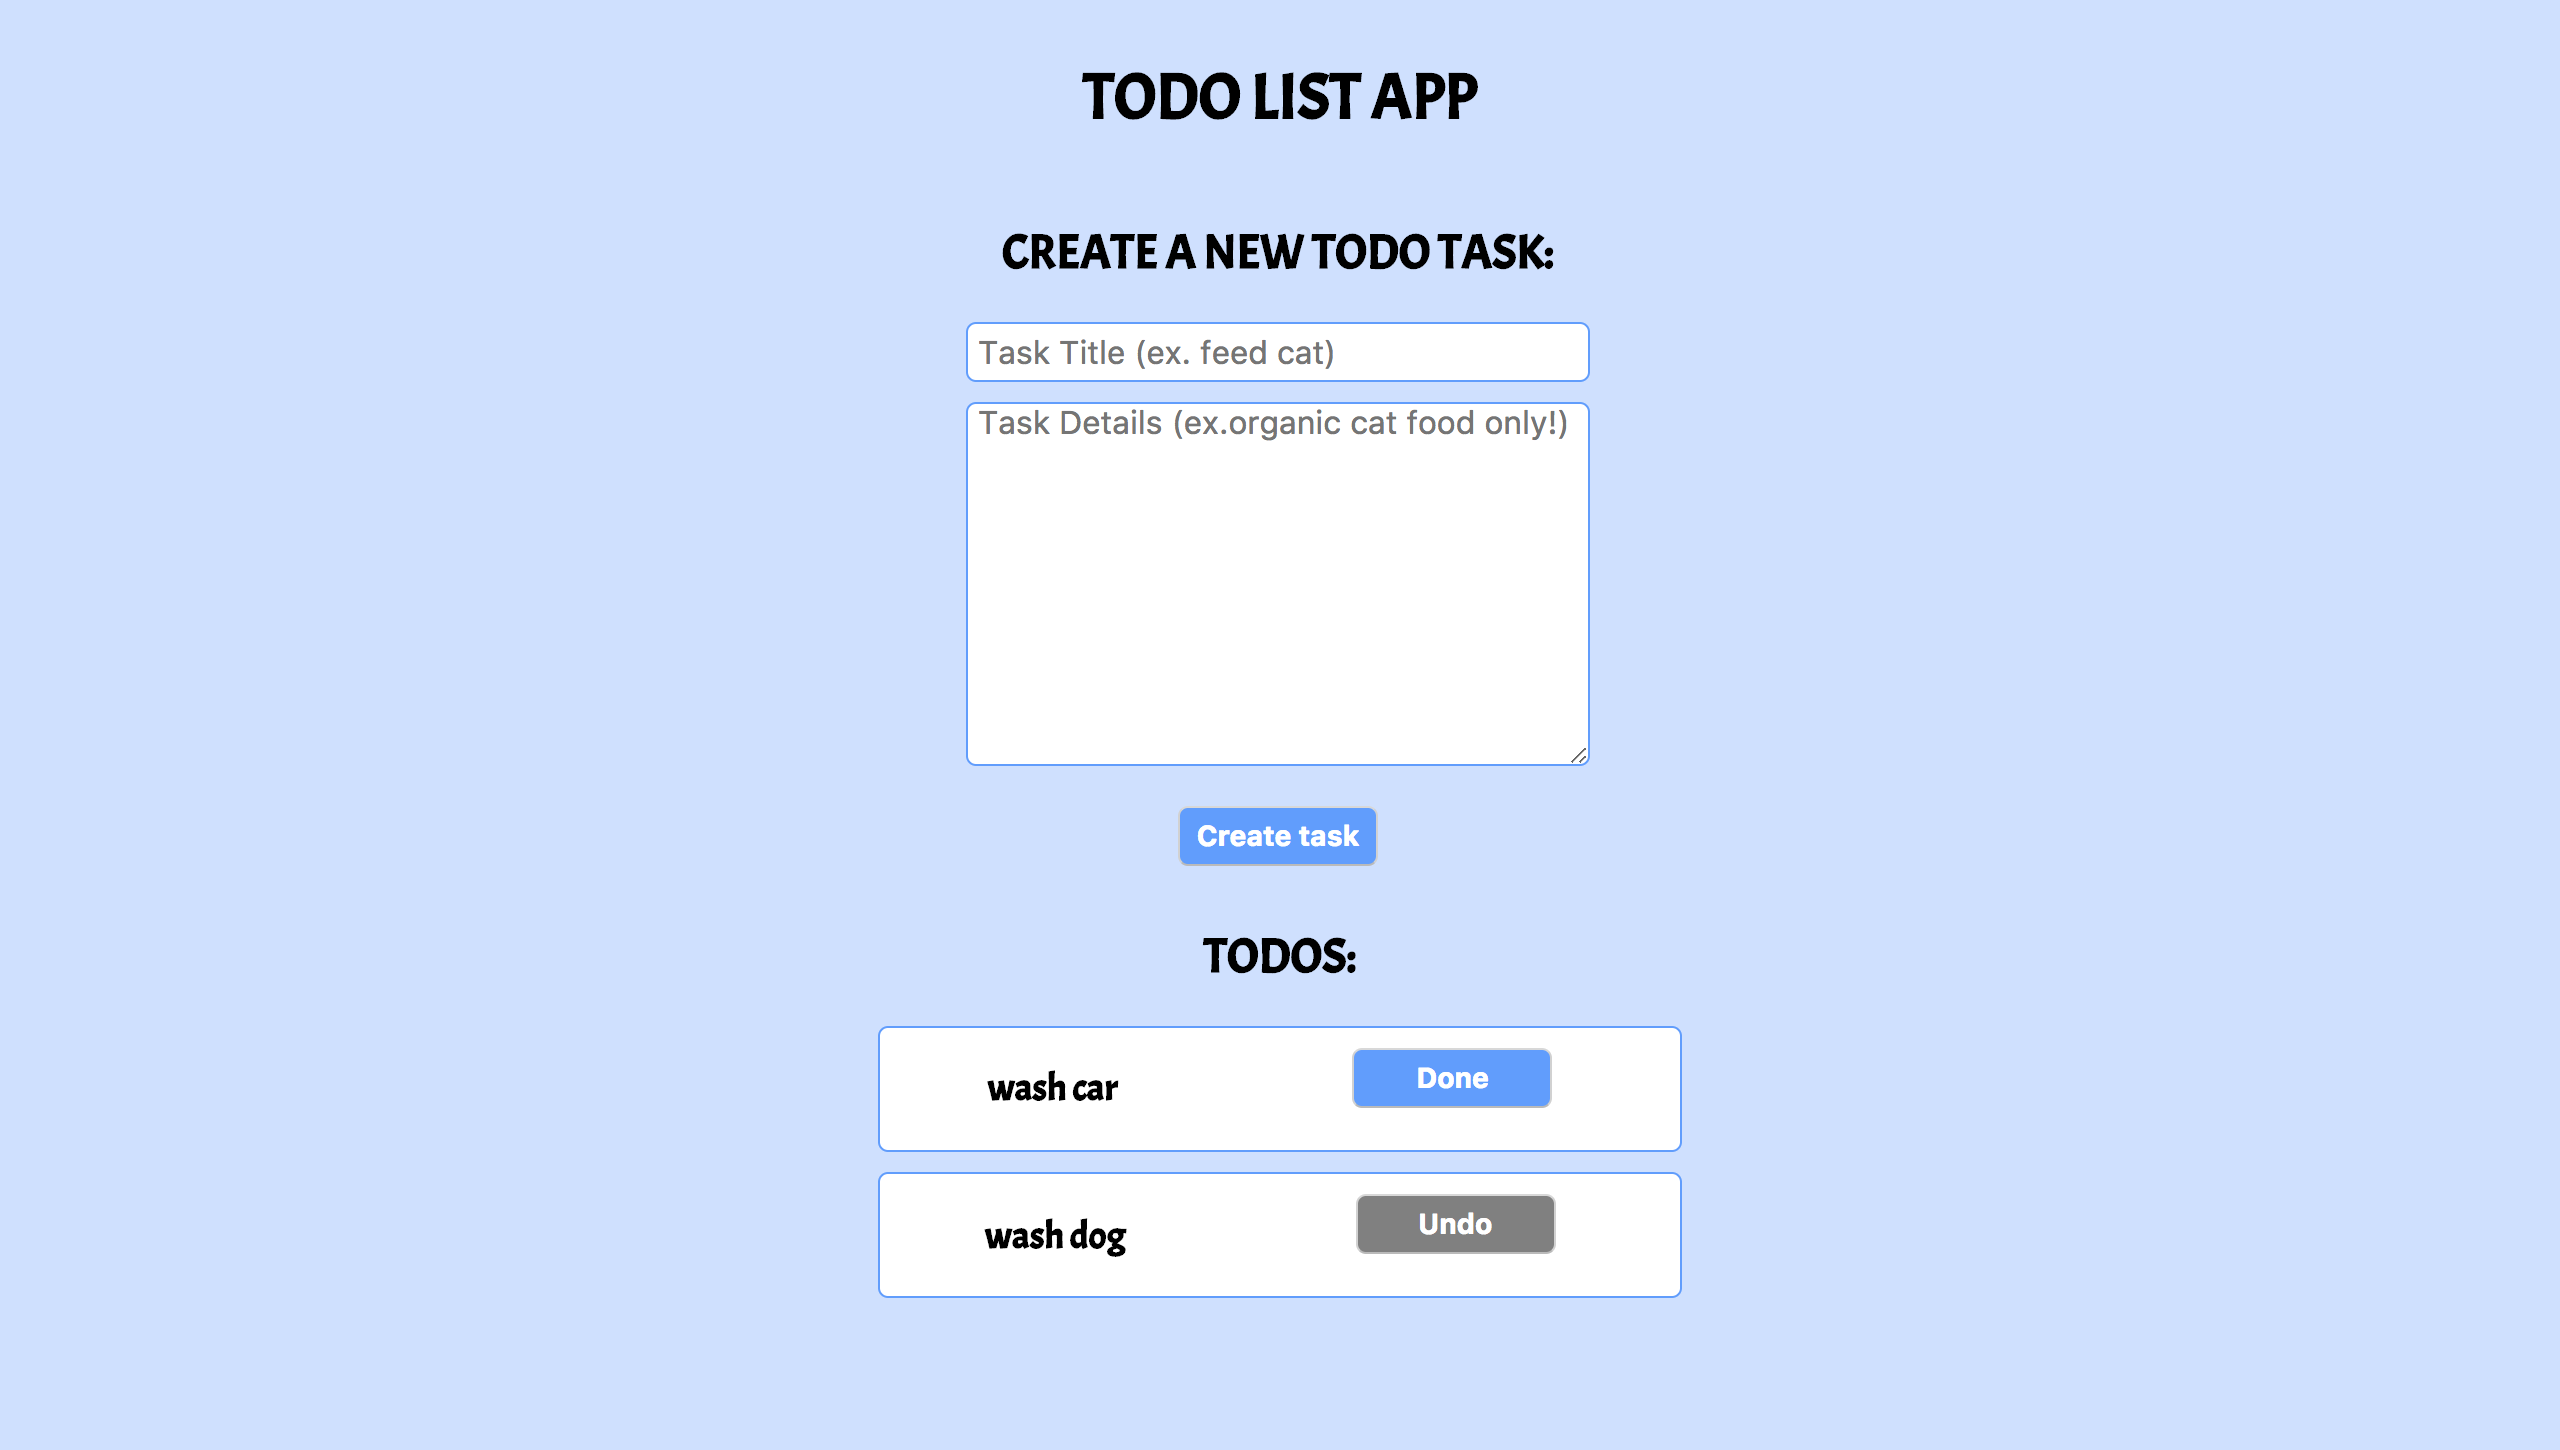 TODO LIST APP
CREATE A NEW TODO TASK:
Task Title (ex. feed cat)
Task Details (ex.organic cat food only!)
Create task
TODOS:
wash car
Done
wash dog
Undo